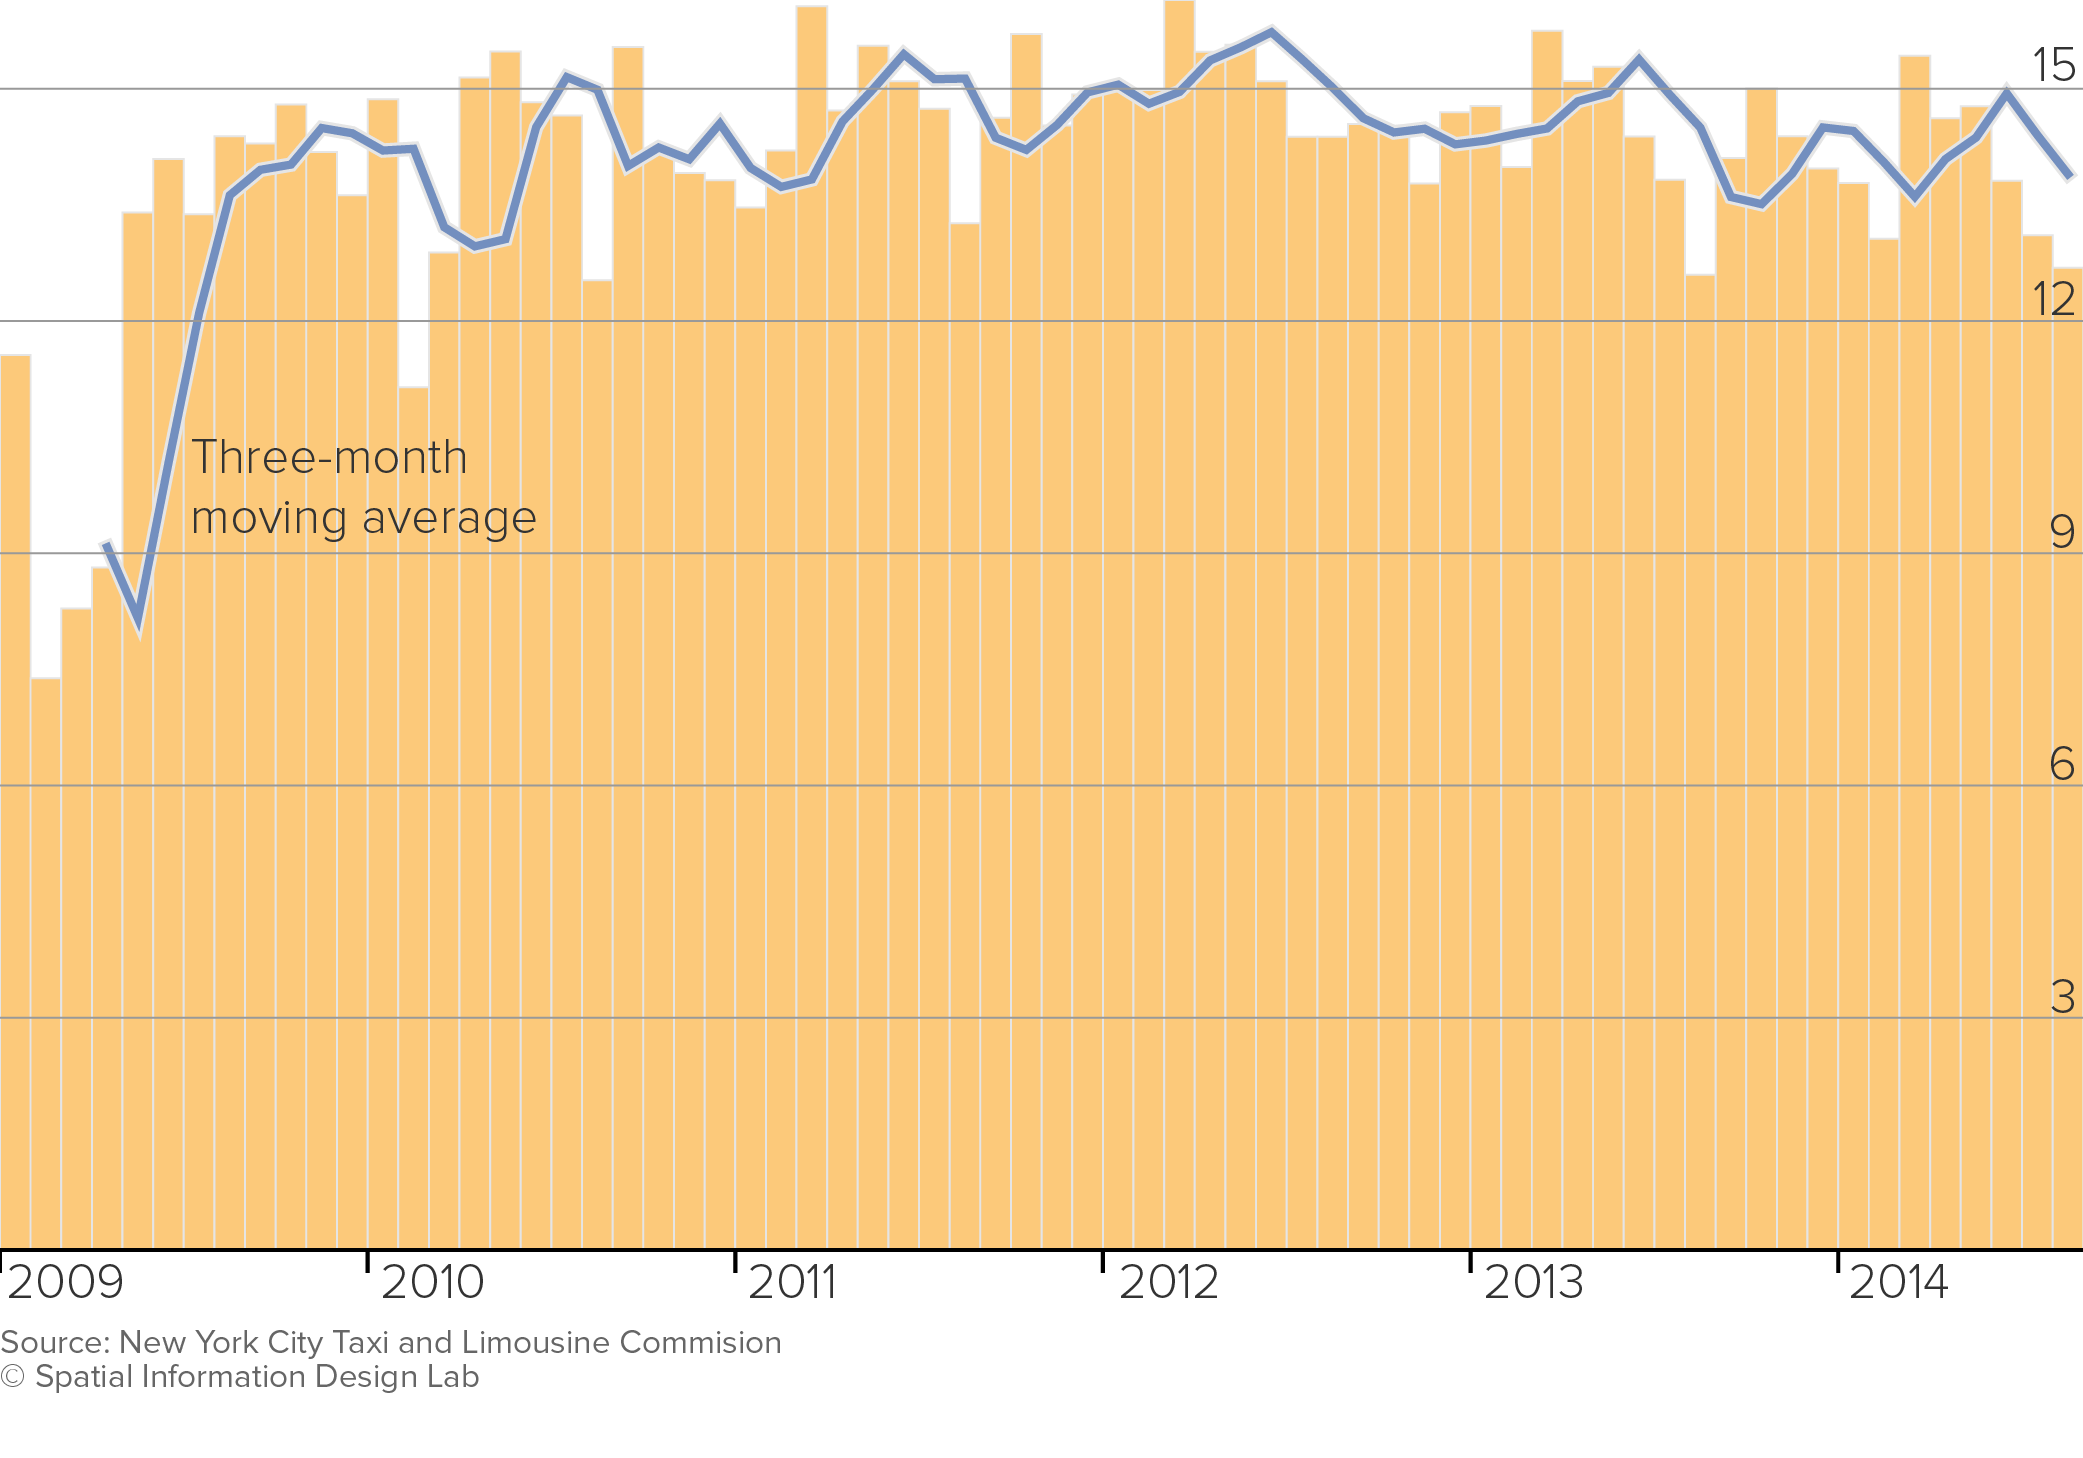 15
12
Three-month
moving average
9
6
3
2009 2010 2011 2012 2013 2014
Source: New York City Taxi and Limousine Commision
© Spatial Information Design Lab